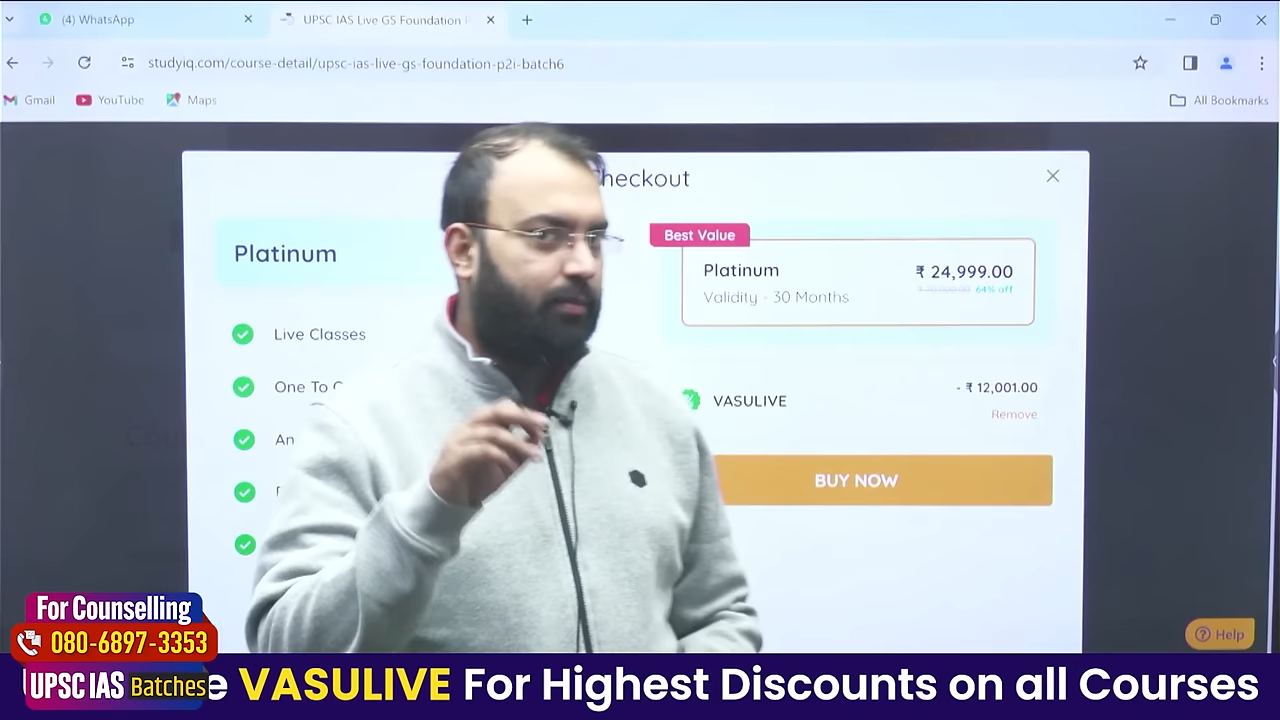 (4) WhatsApp
UPSC IAS Live GS Foundation
studyiq.com/course-detail/upsc-ias-live-gs-foundation-p2i-batch6
Gmail
YouTube
Maps
All Bookmarks
Checkout
Platinum
Live Classes
One To
An
Best Value
Platinum
₹ 24,999.00
64% off
Validity - 30 Months
VASULIVE
- ₹ 12,001.00
Remove
BUY NOW
Help
For Counselling
080-6897-3353
UPSC IAS Batches
e VASULIVE For Highest Discounts on all Courses